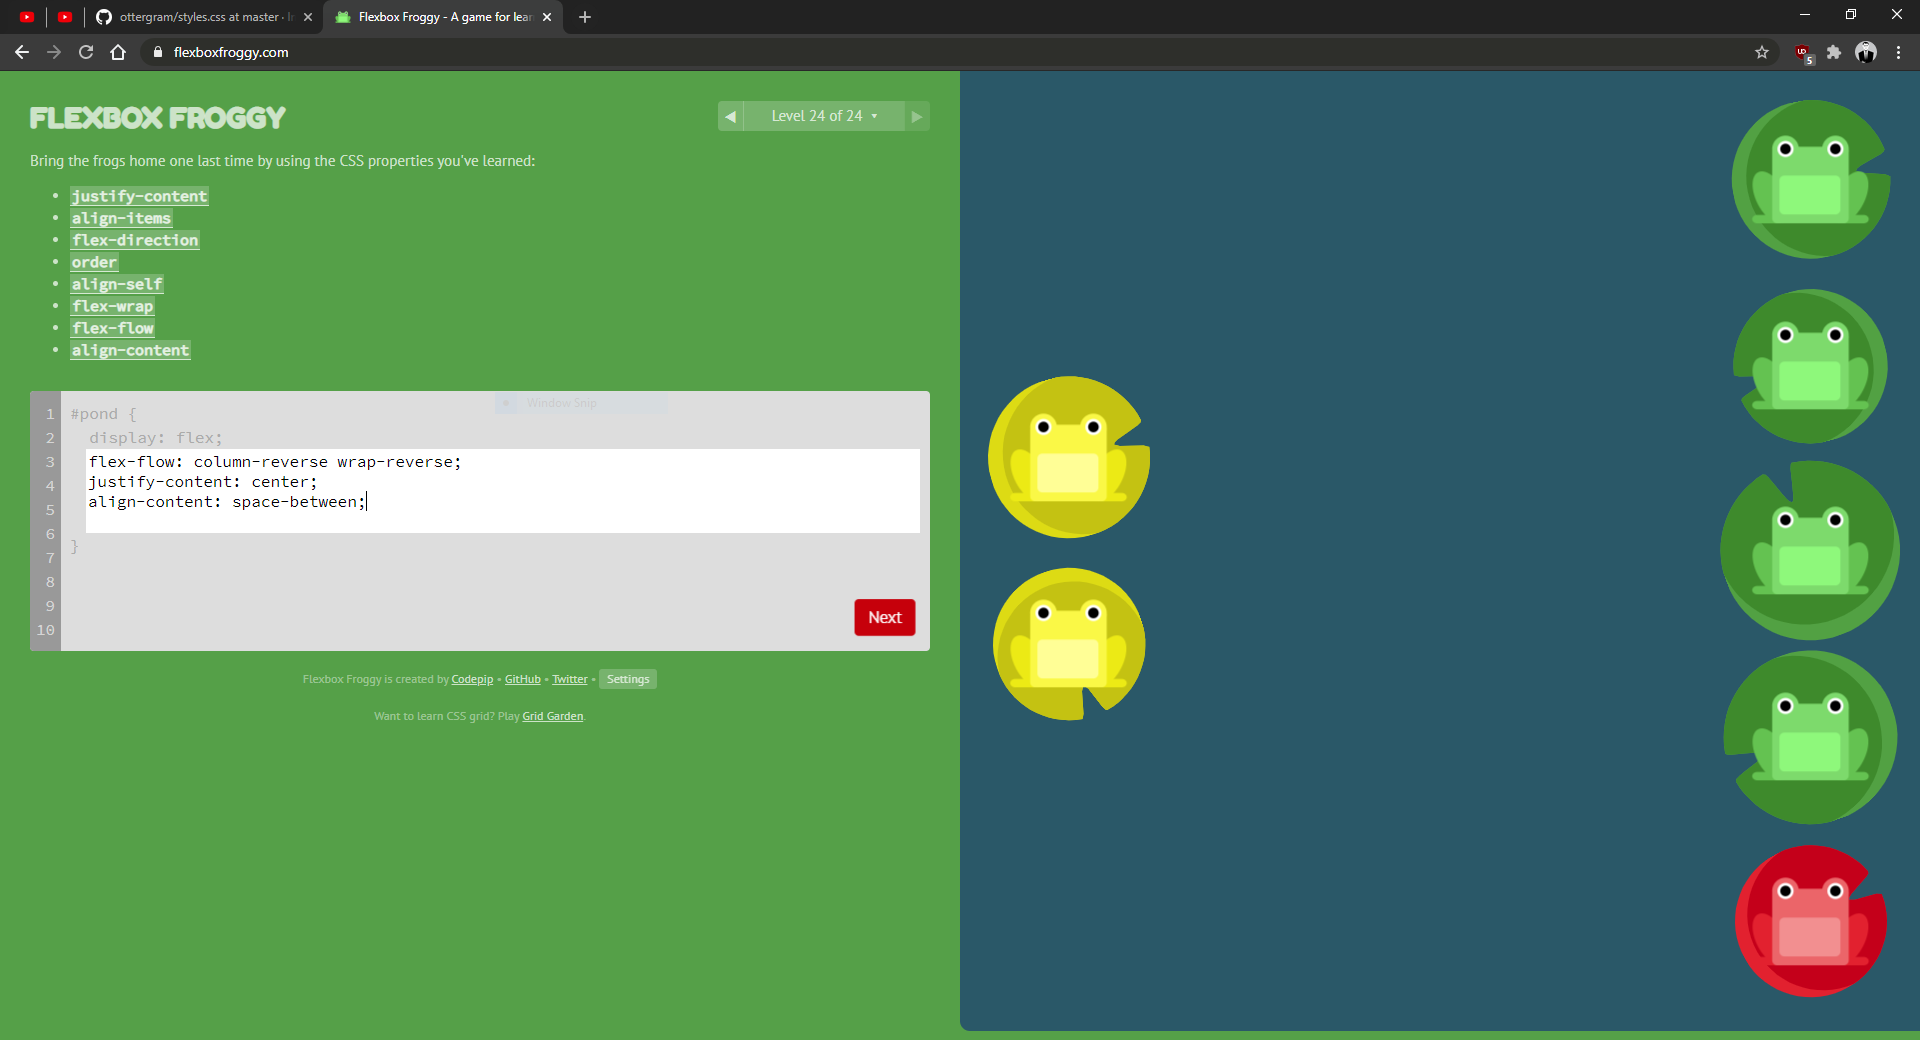 ottergram/styles.css at master · I
Flexbox Froggy - A game for lear
flexboxfroggy.com
5
FLEXBOX FROGGY
◀ Level 24 of 24 ▾ ▶
Bring the frogs home one last time by using the CSS properties you've learned:
• justify-content
• align-items
• flex-direction
• order
• align-self
• flex-wrap
• flex-flow
• align-content
Window Snip
1 #pond {
2 display: flex;
3 flex-flow: column-reverse wrap-reverse;
4 justify-content: center;
5 align-content: space-between;
6
7 }
8
9
10
Next
Flexbox Froggy is created by Codepip • GitHub • Twitter • Settings
Want to learn CSS grid? Play Grid Garden.